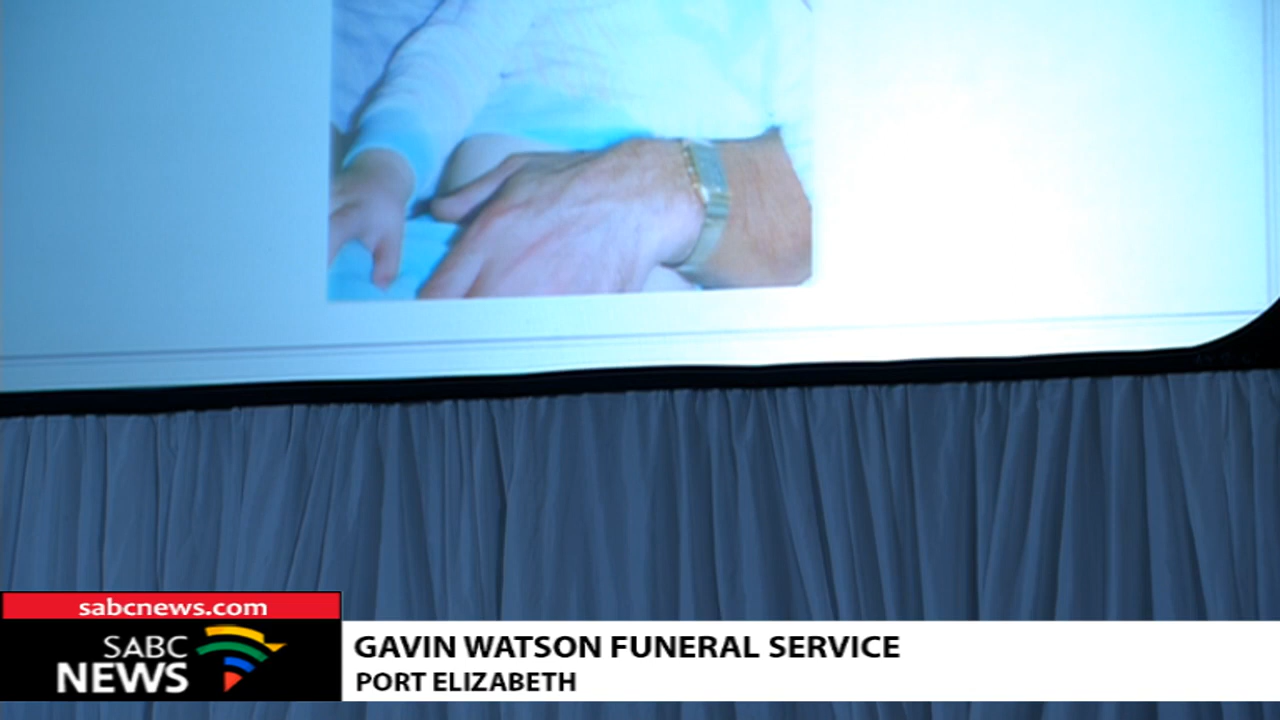 sabcnews.com
SABC
NEWS
GAVIN WATSON FUNERAL SERVICE
PORT ELIZABETH